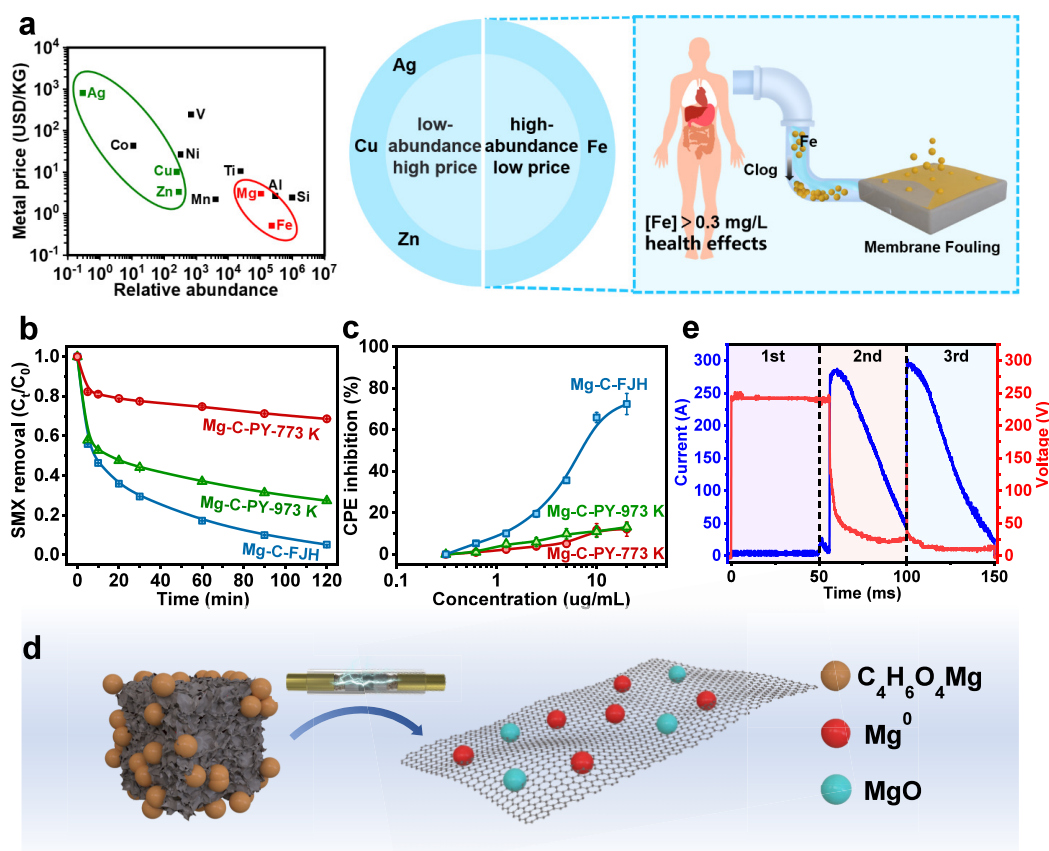 a
Metal price (USD/KG)
10^4
10^3
10^2
10^1
10^0
10^-1
Ag
Co
V
Ni
Cu
Zn
Mn
Ti
Mg
Al
Si
Fe
10^-1 10^0 10^1 10^2 10^3 10^4 10^5 10^6 10^7
Relative abundance
Ag
Cu
Zn
low-
abundance
high price
high-
abundance
low price
Fe
Fe
Clog
[Fe] > 0.3 mg/L
health effects
Membrane Fouling
b
SMX removal (C_t/C_0)
1.0
0.8
0.6
0.4
0.2
0.0
Mg-C-PY-773 K
Mg-C-PY-973 K
Mg-C-FJH
0 20 40 60 80 100 120
Time (min)
c
CPE inhibition (%)
100
80
60
40
20
0
Mg-C-FJH
Mg-C-PY-973 K
Mg-C-PY-773 K
0.1 1 10
Concentration (ug/mL)
e
Current (A)
300
250
200
150
100
50
0
1st 2nd 3rd
300
250
200
150
100
50
0
Voltage (V)
0 50 100 150
Time (ms)
d
C_4H_6O_4Mg
Mg^0
MgO